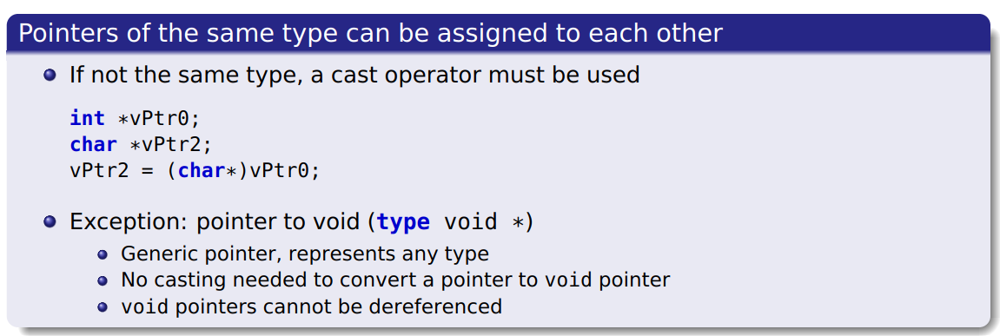 Pointers of the same type can be assigned to each other
If not the same type, a cast operator must be used
int *vPtr0;
char *vPtr2;
vPtr2 = (char*)vPtr0;
Exception: pointer to void (type void *)
Generic pointer, represents any type
No casting needed to convert a pointer to void pointer
void pointers cannot be dereferenced